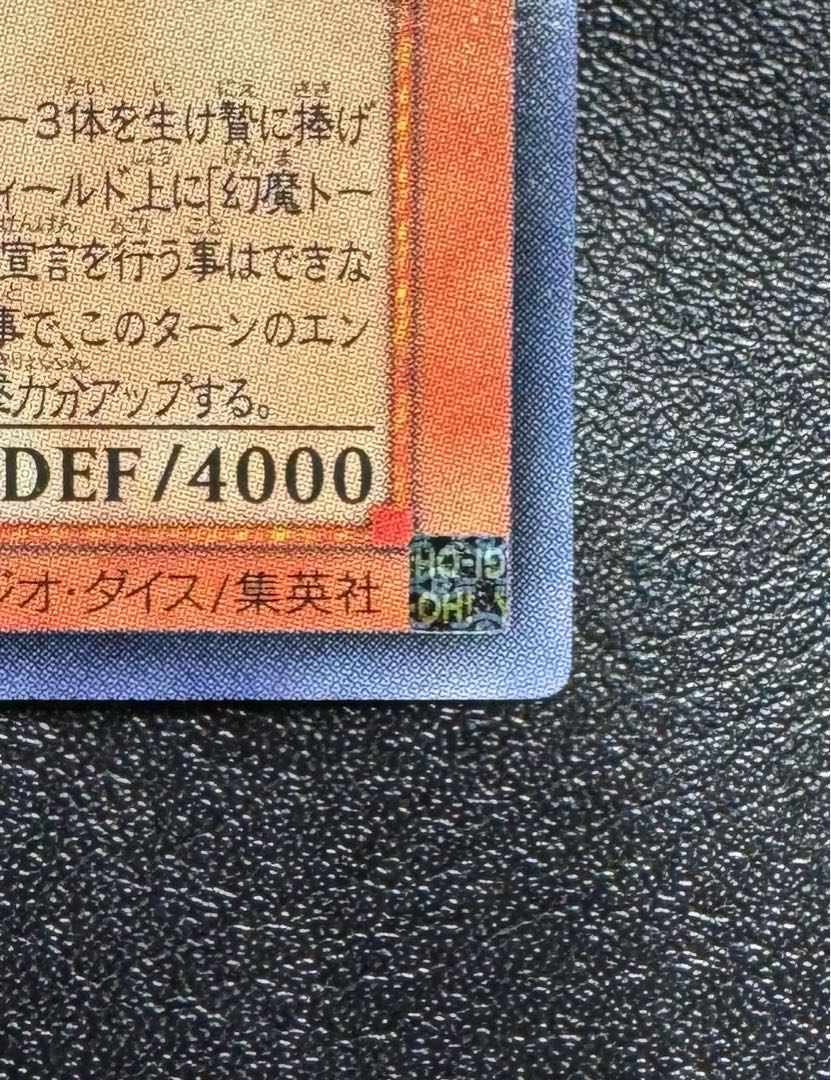 ー3体を生け贄に捧げ
ィールド上に「幻魔トー
宣言を行う事はできな
事で、このターンのエン
力分アップする。
DEF/4000
ジオ・ダイス/集英社